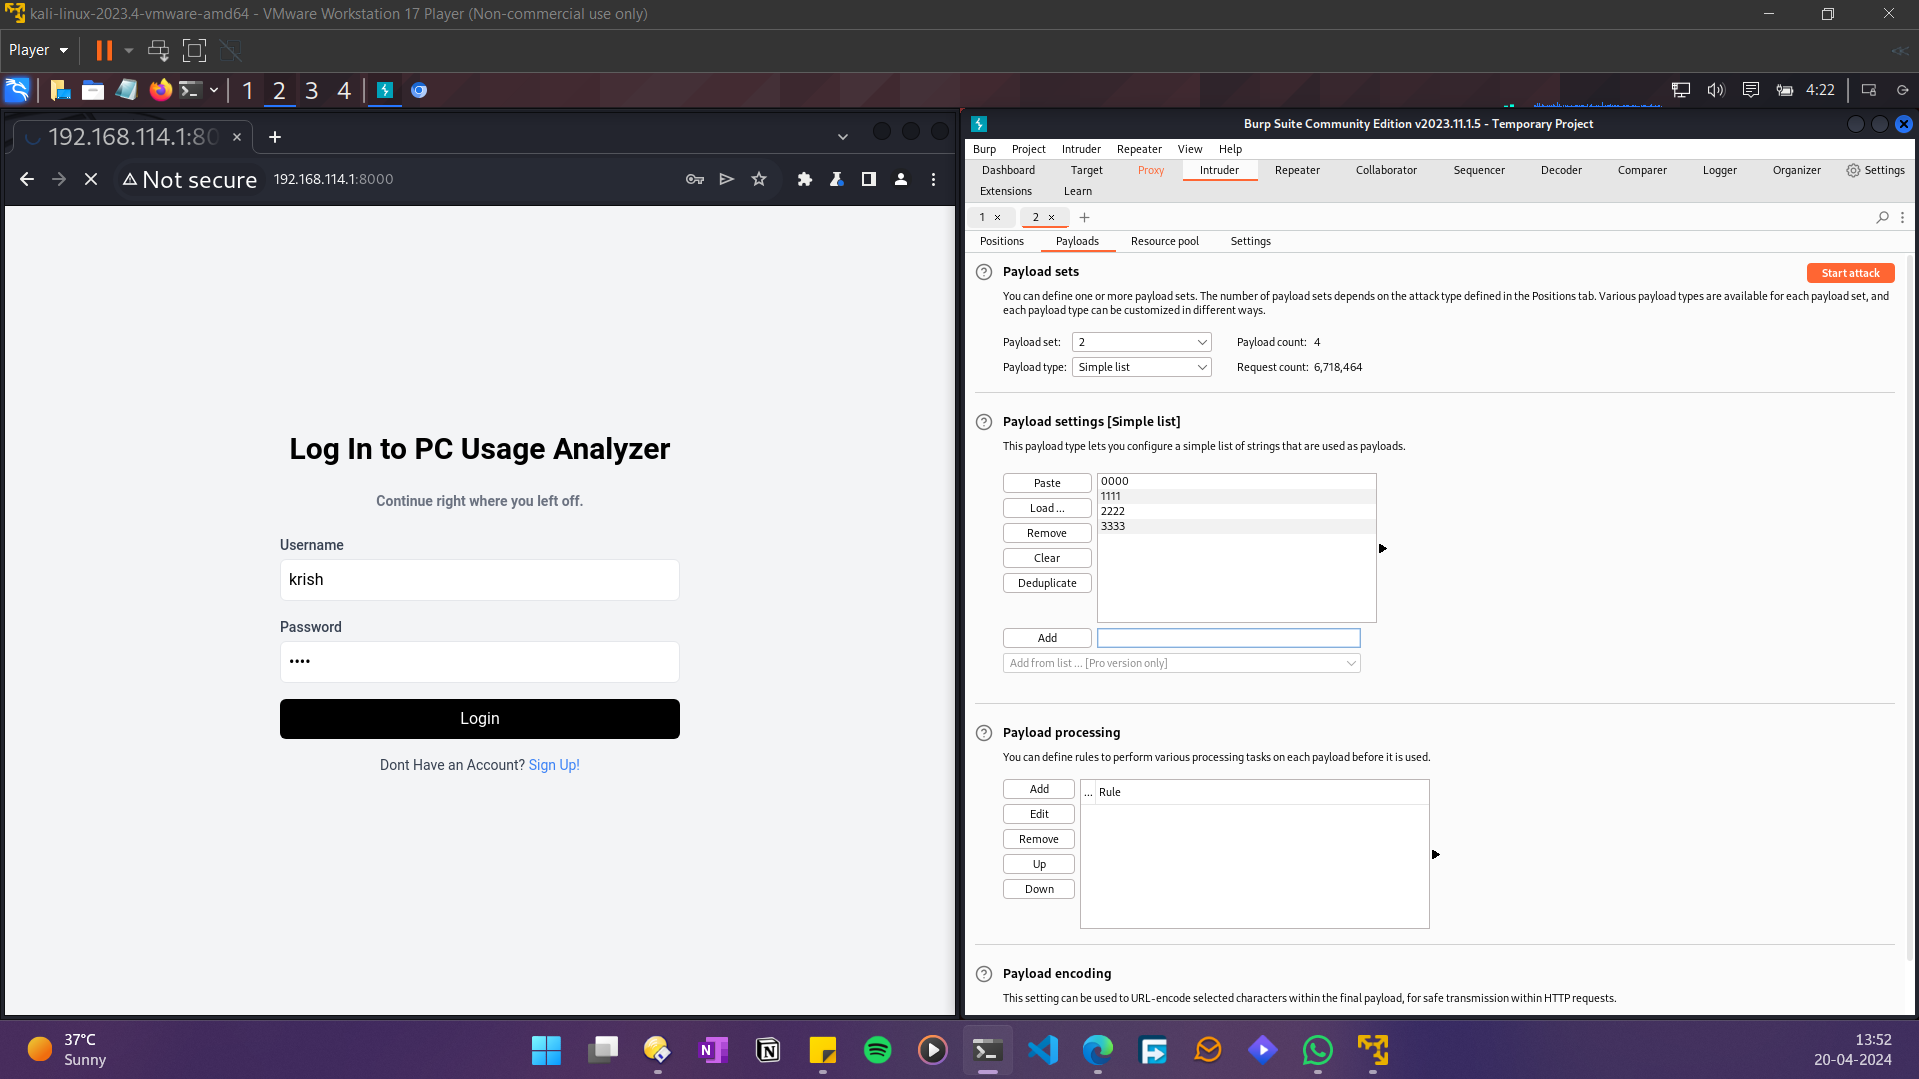 kali-linux-2023.4-vmware-amd64 - VMware Workstation 17 Player (Non-commercial use only)
Player
1 2 3 4
4:22
192.168.114.1:80
Not secure 192.168.114.1:8000
Log In to PC Usage Analyzer
Continue right where you left off.
Username
krish
Password
••••
Login
Dont Have an Account? Sign Up!
Burp Suite Community Edition v2023.11.1.5 - Temporary Project
Burp Project Intruder Repeater View Help
Dashboard Target Proxy Intruder Repeater Collaborator Sequencer Decoder Comparer Logger Organizer Settings
Extensions Learn
1 × 2 × +
Positions Payloads Resource pool Settings
Payload sets
Start attack
You can define one or more payload sets. The number of payload sets depends on the attack type defined in the Positions tab. Various payload types are available for each payload set, and
each payload type can be customized in different ways.
Payload set: 2 Payload count: 4
Payload type: Simple list Request count: 6,718,464
Payload settings [Simple list]
This payload type lets you configure a simple list of strings that are used as payloads.
Paste
Load ...
Remove
Clear
Deduplicate
0000
1111
2222
3333
Add
Add from list ... [Pro version only]
Payload processing
You can define rules to perform various processing tasks on each payload before it is used.
Add
Edit
Remove
Up
Down
... Rule
Payload encoding
This setting can be used to URL-encode selected characters within the final payload, for safe transmission within HTTP requests.
37°C
Sunny
13:52
20-04-2024